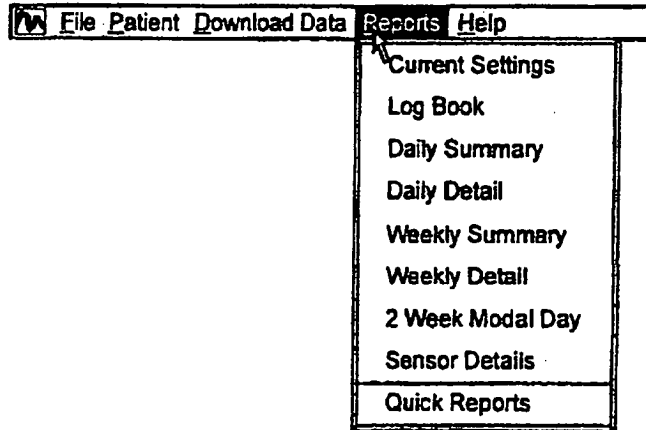 File Patient Download Data Reports Help
Current Settings
Log Book
Daily Summary
Daily Detail
Weekly Summary
Weekly Detail
2 Week Modal Day
Sensor Details
Quick Reports